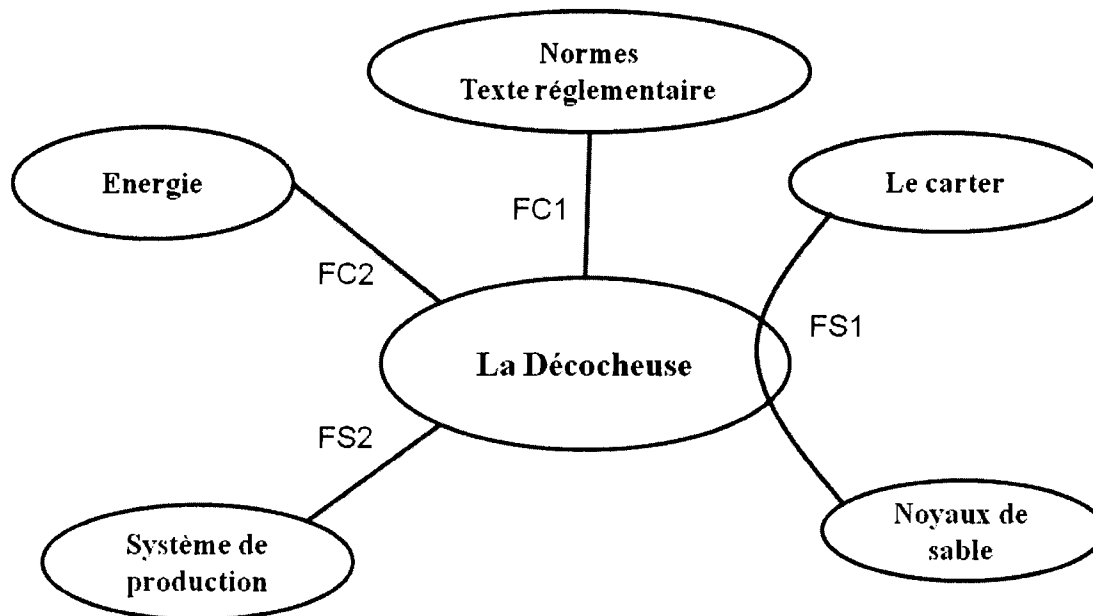 Normes
Texte réglementaire
Energie
Le carter
FC1
FC2
FS1
La Décocheuse
FS2
Système de
production
Noyaux de
sable